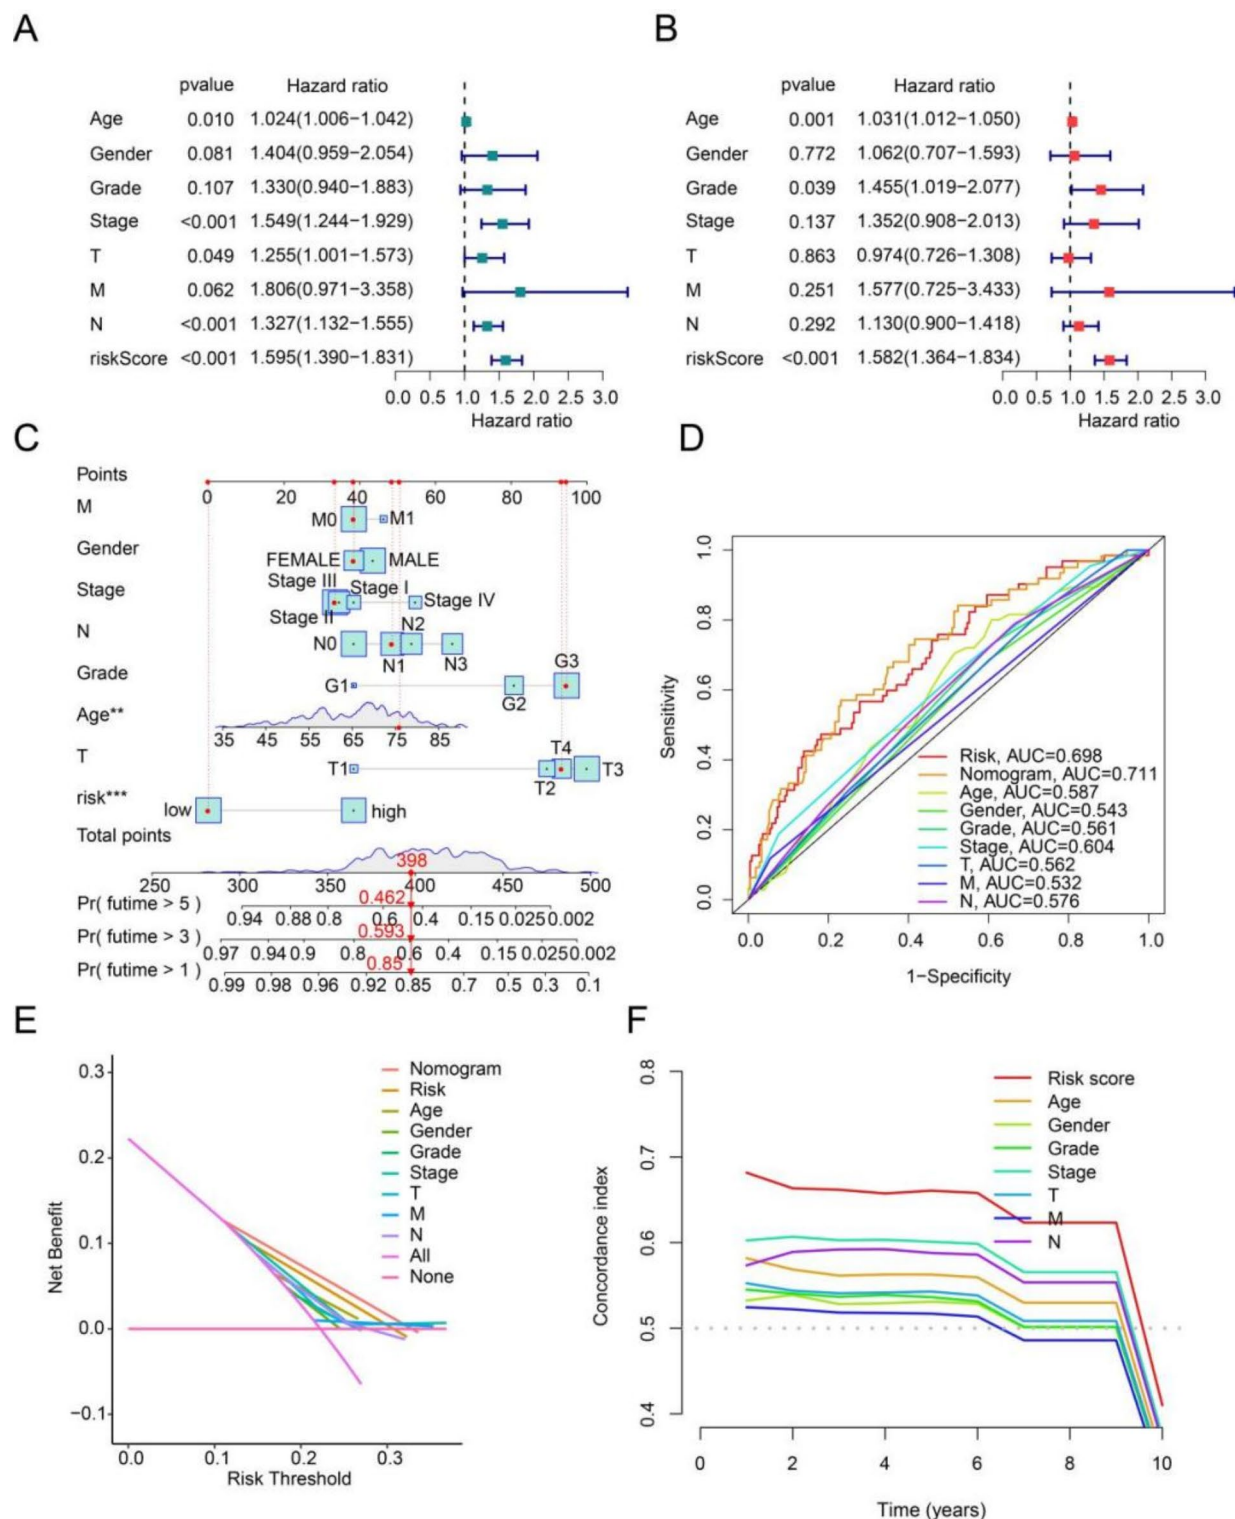 A
pvalue Hazard ratio
Age 0.010 1.024(1.006−1.042)
Gender 0.081 1.404(0.959−2.054)
Grade 0.107 1.330(0.940−1.883)
Stage <0.001 1.549(1.244−1.929)
T 0.049 1.255(1.001−1.573)
M 0.062 1.806(0.971−3.358)
N <0.001 1.327(1.132−1.555)
riskScore <0.001 1.595(1.390−1.831)
0.0 0.5 1.0 1.5 2.0 2.5 3.0
Hazard ratio
B
pvalue Hazard ratio
Age 0.001 1.031(1.012−1.050)
Gender 0.772 1.062(0.707−1.593)
Grade 0.039 1.455(1.019−2.077)
Stage 0.137 1.352(0.908−2.013)
T 0.863 0.974(0.726−1.308)
M 0.251 1.577(0.725−3.433)
N 0.292 1.130(0.900−1.418)
riskScore <0.001 1.582(1.364−1.834)
0.0 0.5 1.0 1.5 2.0 2.5 3.0
Hazard ratio
C
Points
0 20 40 60 80 100
M
M0 M1
Gender
FEMALE MALE
Stage
Stage III Stage I
Stage II Stage IV
N
N0 N1 N2 N3
Grade
G1 G2 G3
Age**
35 45 55 65 75 85
T
T1 T2 T4 T3
risk***
low high
Total points
398
250 300 350 400 450 500
Pr( futime > 5 ) 0.462
0.94 0.88 0.8 0.6 0.4 0.15 0.025 0.002
Pr( futime > 3 ) 0.593
0.97 0.94 0.9 0.8 0.6 0.4 0.15 0.025 0.002
Pr( futime > 1 ) 0.85
0.99 0.98 0.96 0.92 0.85 0.7 0.5 0.3 0.1
D
Sensitivity
1.0
0.8
0.6
0.4
0.2
0.0
Risk, AUC=0.698
Nomogram, AUC=0.711
Age, AUC=0.587
Gender, AUC=0.543
Grade, AUC=0.561
Stage, AUC=0.604
T, AUC=0.562
M, AUC=0.532
N, AUC=0.576
0.0 0.2 0.4 0.6 0.8 1.0
1−Specificity
E
Net Benefit
0.3
0.2
0.1
0.0
−0.1
Nomogram
Risk
Age
Gender
Grade
Stage
T
M
N
All
None
0.0 0.1 0.2 0.3
Risk Threshold
F
Concordance index
0.8
0.7
0.6
0.5
0.4
Risk score
Age
Gender
Grade
Stage
T
M
N
0 2 4 6 8 10
Time (years)